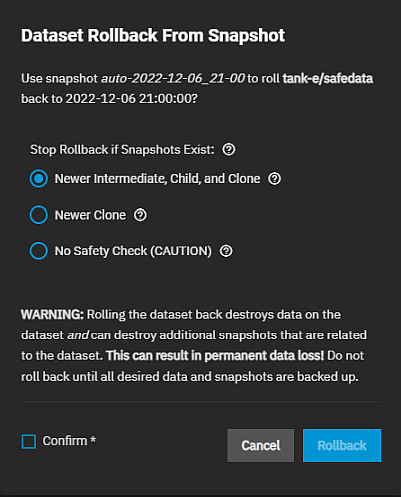 Dataset Rollback From Snapshot
Use snapshot auto-2022-12-06_21-00 to roll tank-e/safedata
back to 2022-12-06 21:00:00?
Stop Rollback if Snapshots Exist:
Newer Intermediate, Child, and Clone
Newer Clone
No Safety Check (CAUTION)
WARNING: Rolling the dataset back destroys data on the
dataset and can destroy additional snapshots that are related
to the dataset. This can result in permanent data loss! Do not
roll back until all desired data and snapshots are backed up.
Confirm *
Cancel
Rollback